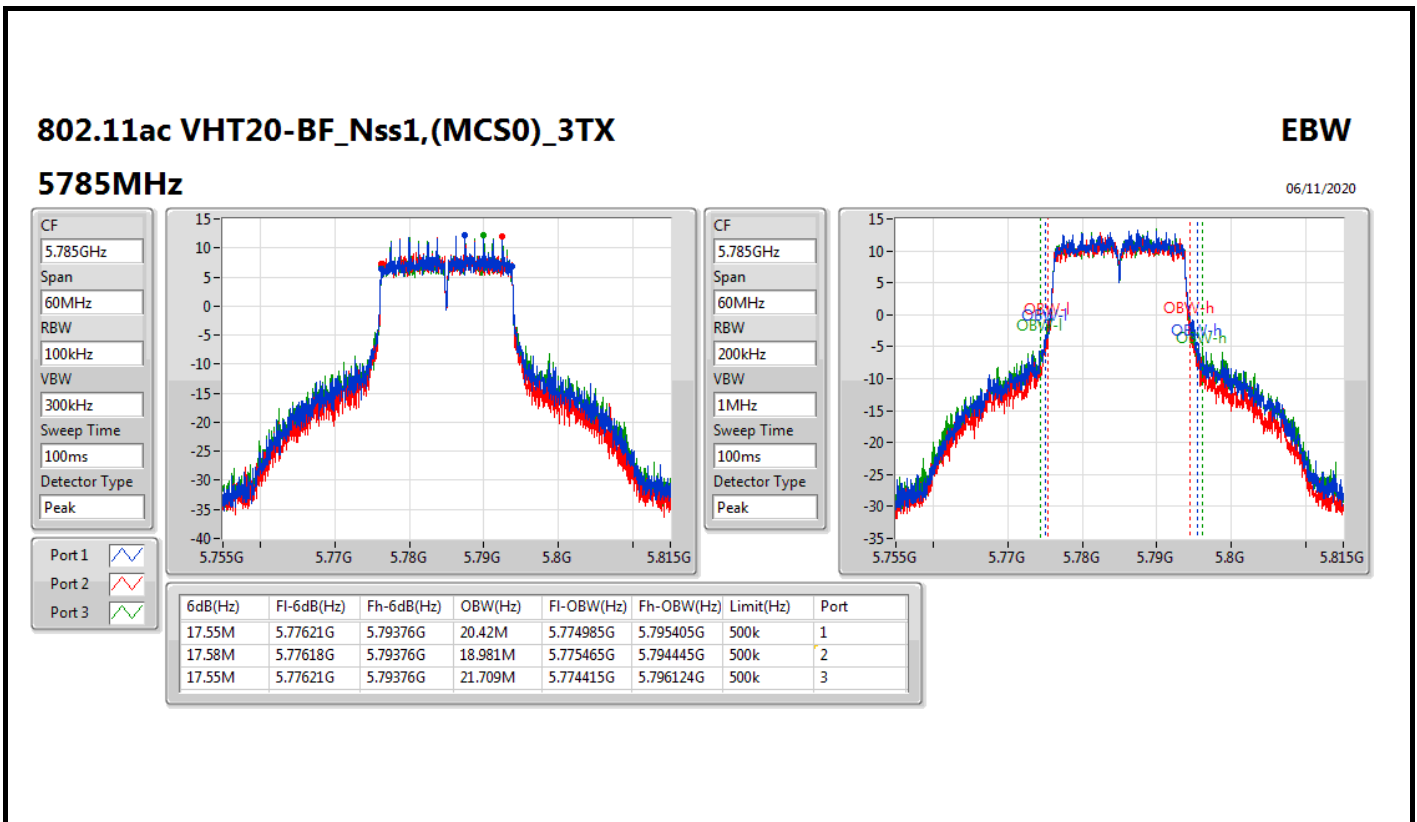 802.11ac VHT20-BF_Nss1,(MCS0)_3TX
EBW
5785MHz
06/11/2020
CF
5.785GHz
Span
60MHz
RBW
100kHz
VBW
300kHz
Sweep Time
100ms
Detector Type
Peak
15
10
5
0
-5
-10
-15
-20
-25
-30
-35
-40
5.755G 5.77G 5.78G 5.79G 5.8G 5.815G
CF
5.785GHz
Span
60MHz
RBW
200kHz
VBW
1MHz
Sweep Time
100ms
Detector Type
Peak
15
10
5
0
-5
-10
-15
-20
-25
-30
-35
OBW-l
OBW-l
OBW-l
OBW-h
OBW-h
OBW-h
5.755G 5.77G 5.78G 5.79G 5.8G 5.815G
Port 1
Port 2
Port 3
6dB(Hz) Fl-6dB(Hz) Fh-6dB(Hz) OBW(Hz) Fl-OBW(Hz) Fh-OBW(Hz) Limit(Hz) Port
17.55M 5.77621G 5.79376G 20.42M 5.774985G 5.795405G 500k 1
17.58M 5.77618G 5.79376G 18.981M 5.775465G 5.794445G 500k 2
17.55M 5.77621G 5.79376G 21.709M 5.774415G 5.796124G 500k 3